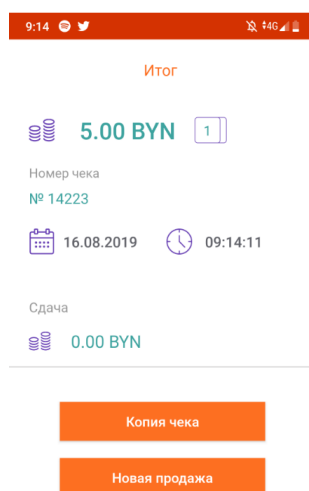 9:14 4G
Итог
5.00 BYN 1
Номер чека
№ 14223
16.08.2019 09:14:11
Сдача
0.00 BYN
Копия чека
Новая продажа